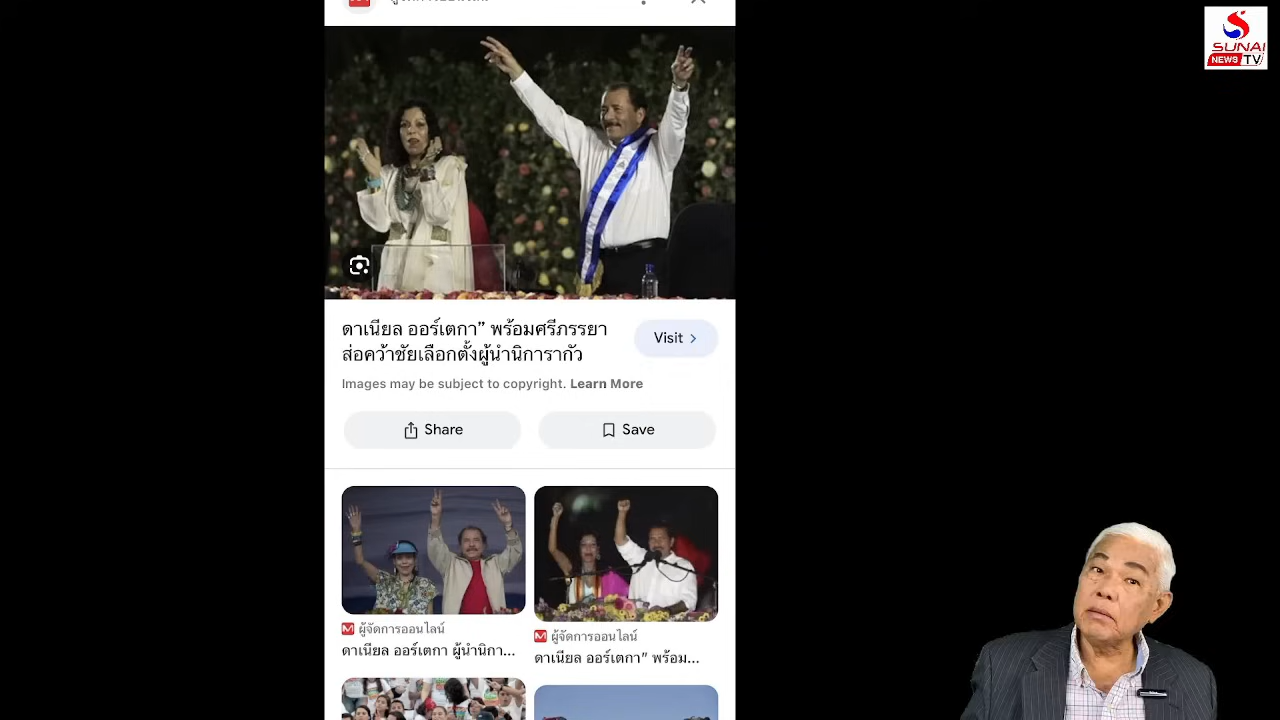 SUNAI
NEWS TV
ดาเนียล ออร์เตกา” พร้อมศรีภรรยา
ส่อคว้าชัยเลือกตั้งผู้นำนิการากัว
Visit
Images may be subject to copyright. Learn More
Share
Save
ผู้จัดการออนไลน์
ดาเนียล ออร์เตกา ผู้นำนิกา...
ผู้จัดการออนไลน์
ดาเนียล ออร์เตกา” พร้อม...